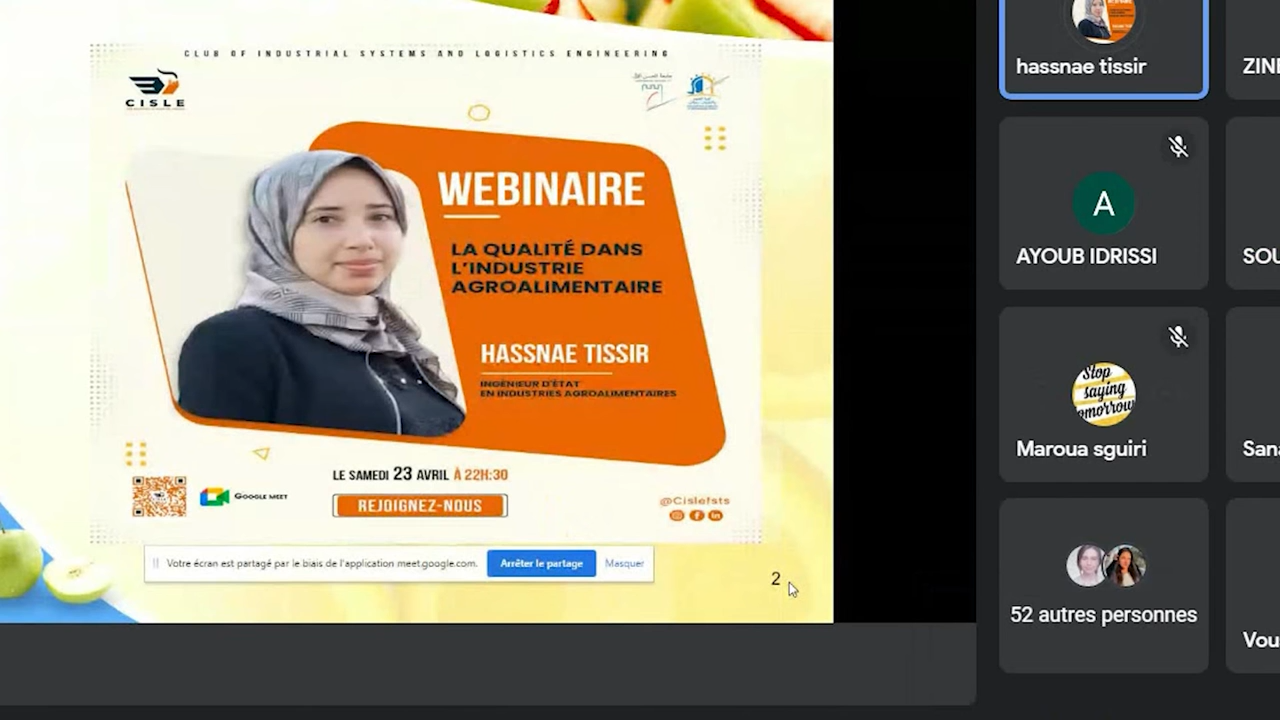 CLUB OF INDUSTRIAL SYSTEMS AND LOGISTICS ENGINEERING
CISLE
WEBINAIRE
LA QUALITÉ DANS
L'INDUSTRIE
AGROALIMENTAIRE
HASSNAE TISSIR
INGÉNIEUR D'ÉTAT
EN INDUSTRIES AGROALIMENTAIRES
LE SAMEDI 23 AVRIL À 22H:30
GOOGLE MEET
REJOIGNEZ-NOUS
@Cislefsts
Votre écran est partagé par le biais de l'application meet.google.com.
Arrêter le partage
Masquer
2
hassnae tissir
ZIN
A
AYOUB IDRISSI
SOU
Stop
saying
omorrow
Maroua sguiri
Sana
52 autres personnes
Vou